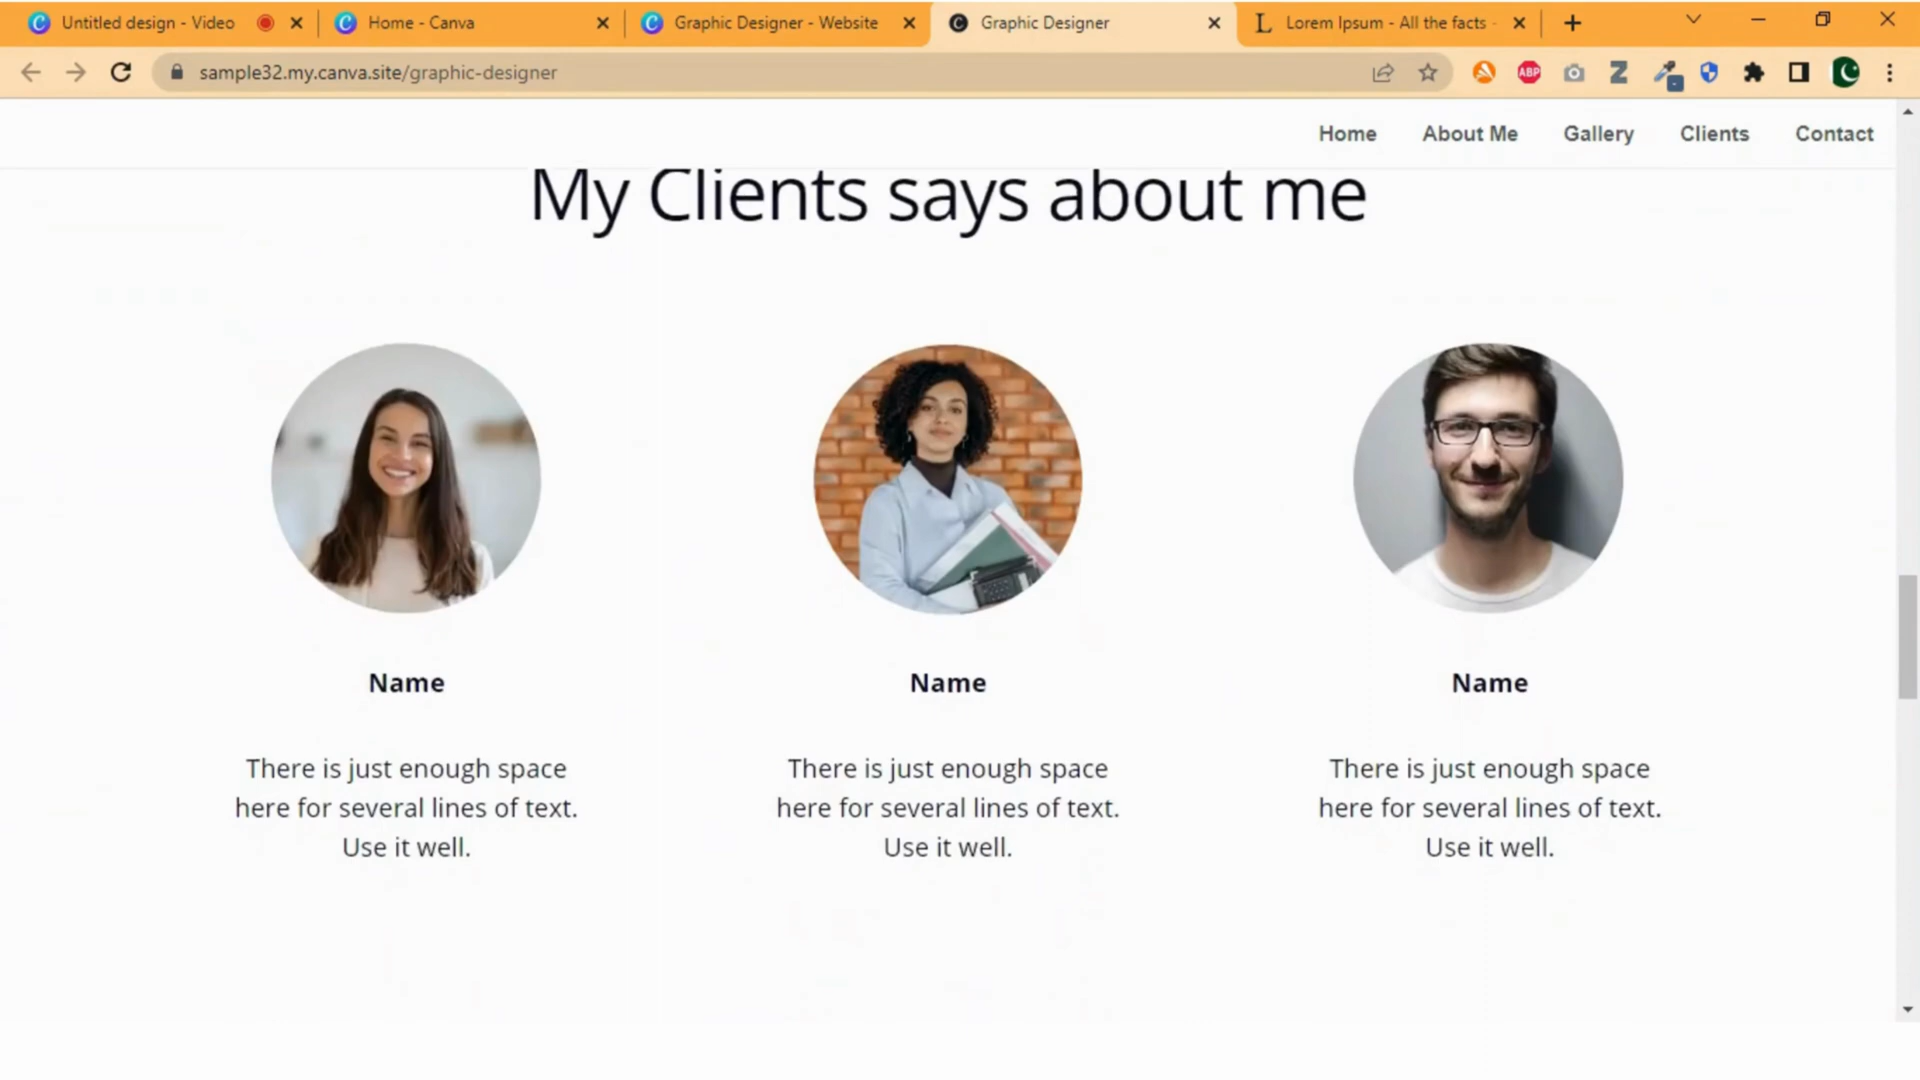 Untitled design - Video
Home - Canva
Graphic Designer - Website
Graphic Designer
Lorem Ipsum - All the facts -
sample32.my.canva.site/graphic-designer
ABP
Z
Home
About Me
Gallery
Clients
Contact
My Clients says about me
Name
There is just enough space
here for several lines of text.
Use it well.
Name
There is just enough space
here for several lines of text.
Use it well.
Name
There is just enough space
here for several lines of text.
Use it well.